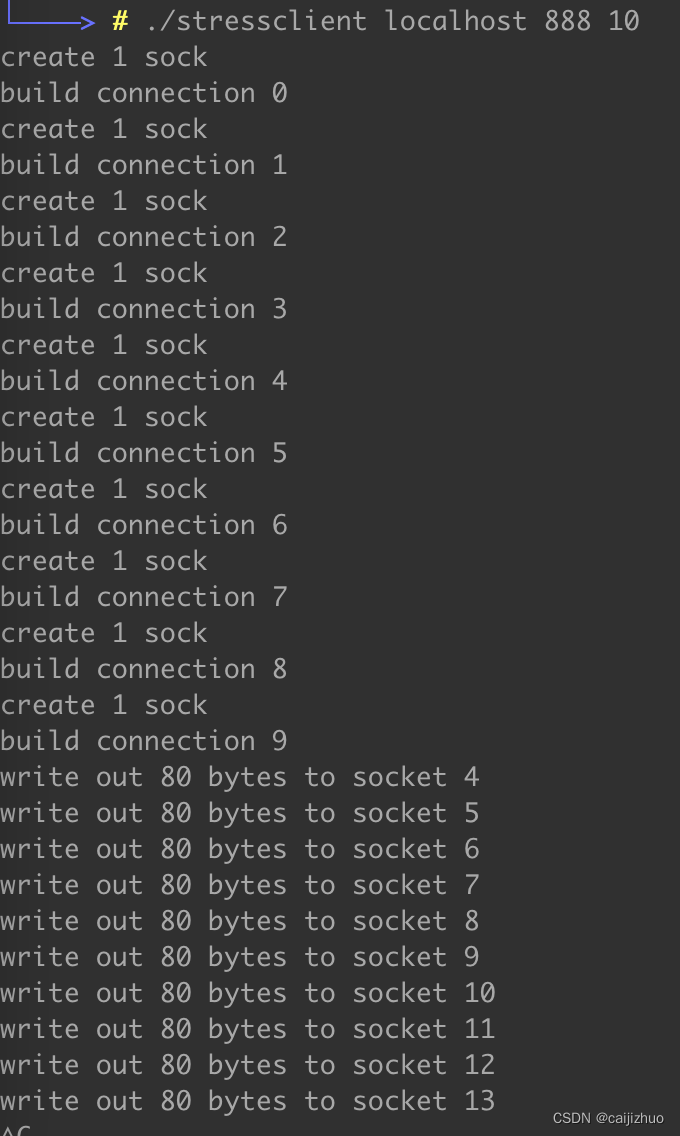 # ./stressclient localhost 888 10
create 1 sock
build connection 0
create 1 sock
build connection 1
create 1 sock
build connection 2
create 1 sock
build connection 3
create 1 sock
build connection 4
create 1 sock
build connection 5
create 1 sock
build connection 6
create 1 sock
build connection 7
create 1 sock
build connection 8
create 1 sock
build connection 9
write out 80 bytes to socket 4
write out 80 bytes to socket 5
write out 80 bytes to socket 6
write out 80 bytes to socket 7
write out 80 bytes to socket 8
write out 80 bytes to socket 9
write out 80 bytes to socket 10
write out 80 bytes to socket 11
write out 80 bytes to socket 12
write out 80 bytes to socket 13
^C
CSDN @caijizhuo